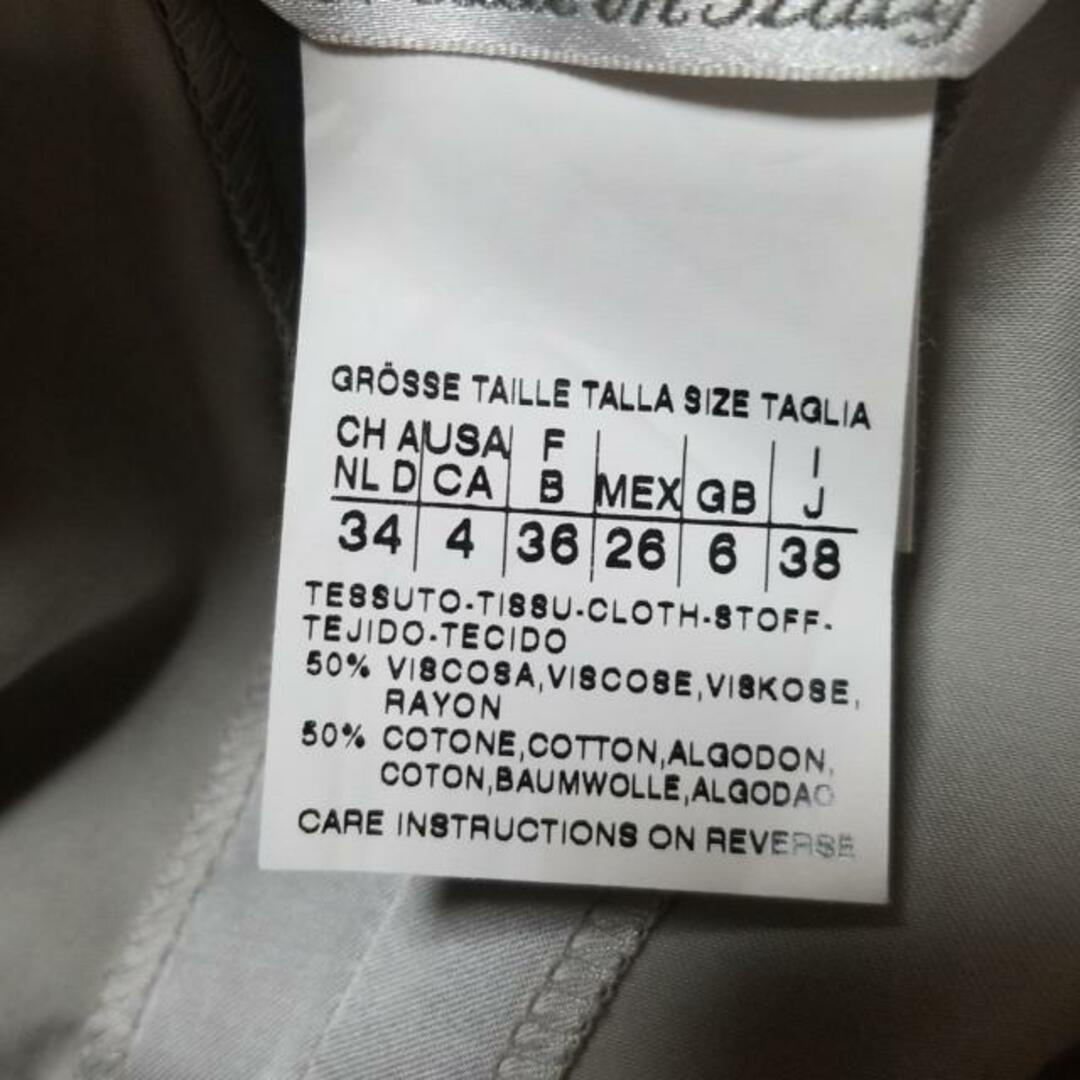 in Italy
GRÖSSE TAILLE TALLA SIZE TAGLIA
CH A USA F I
NL D CA B MEX GB J
34 4 36 26 6 38
TESSUTO-TISSU-CLOTH-STOFF-
TEJIDO-TECIDO
50% VISCOSA,VISCOSE,VISKOSE,
RAYON
50% COTONE,COTTON,ALGODON,
COTON,BAUMWOLLE,ALGODAO
CARE INSTRUCTIONS ON REVERSE